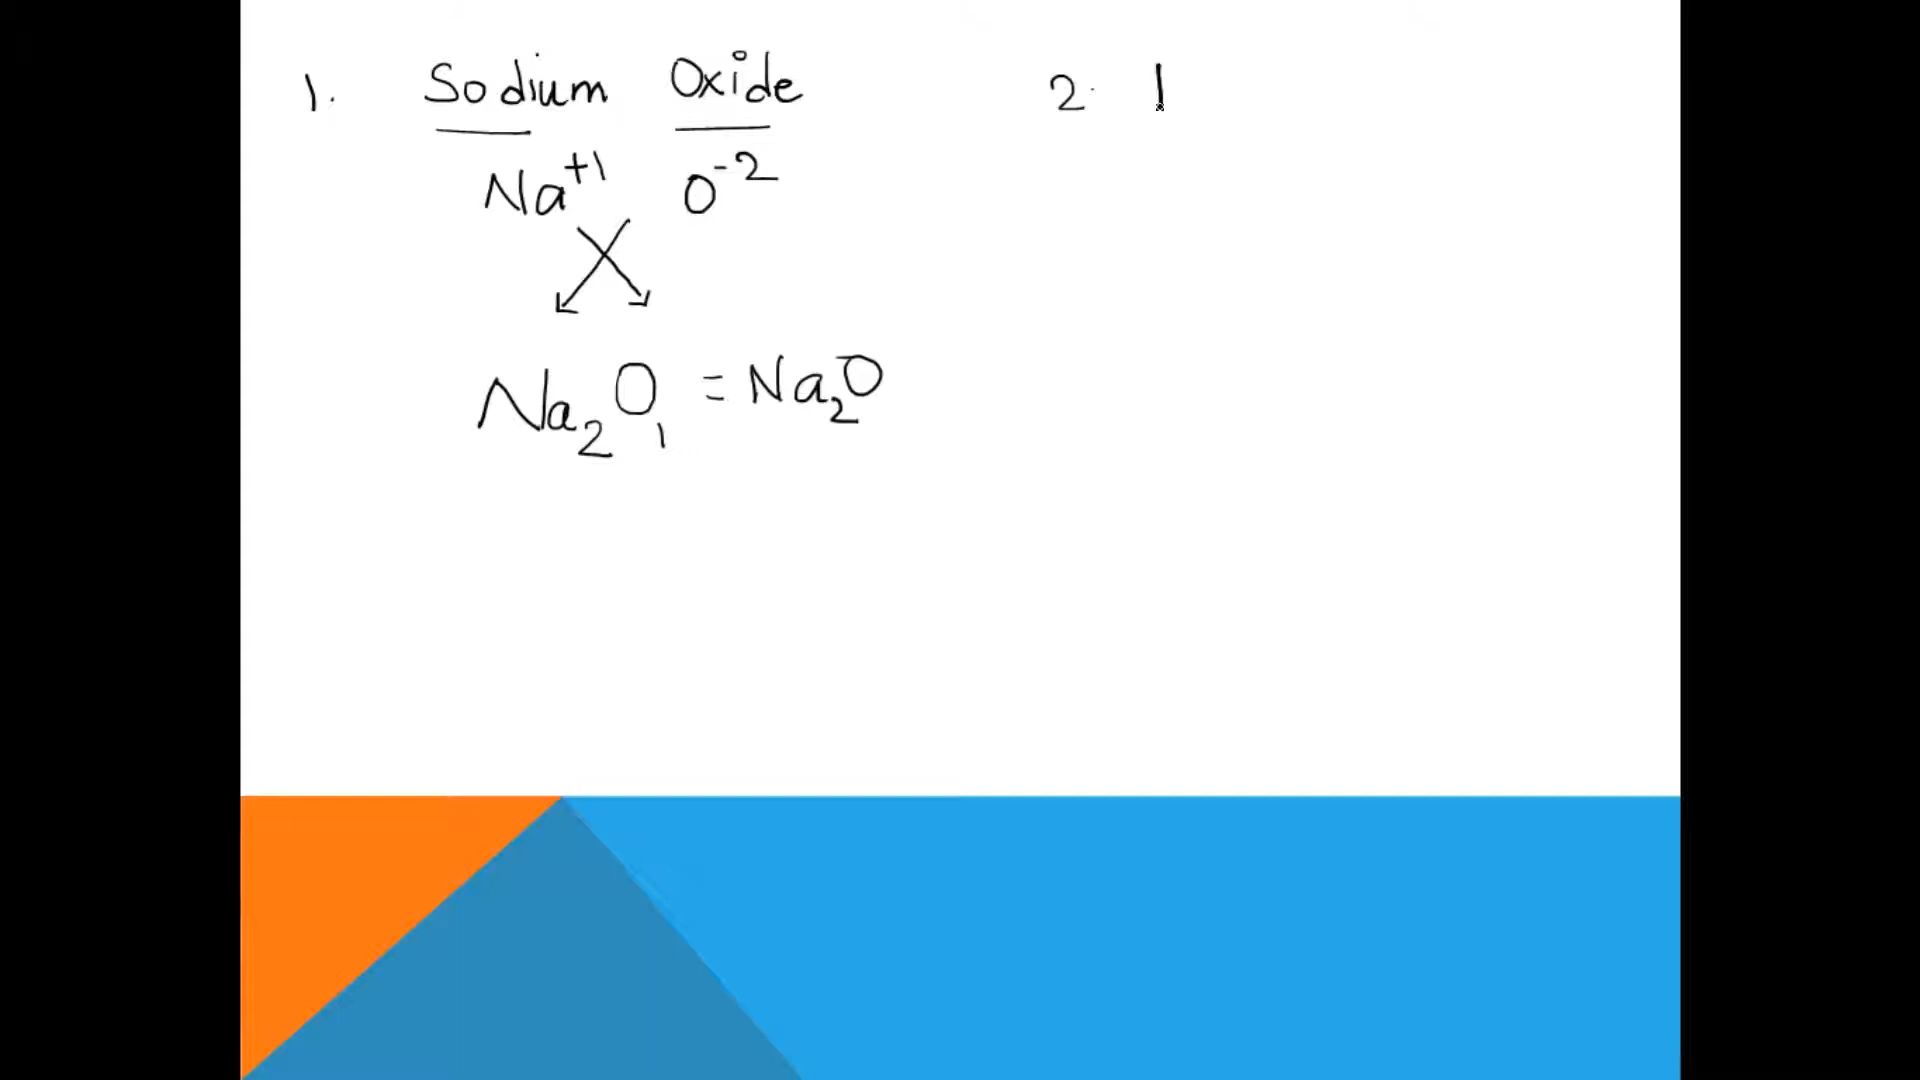 1. Sodium Oxide
Na⁺¹ O⁻²
Na₂O₁ = Na₂O
2.